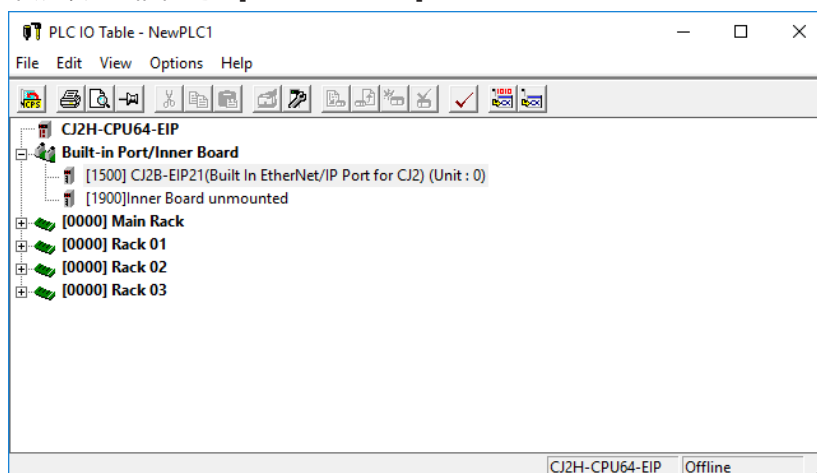 PLC IO Table - NewPLC1
File Edit View Options Help
CJ2H-CPU64-EIP
Built-in Port/Inner Board
[1500] CJ2B-EIP21(Built In EtherNet/IP Port for CJ2) (Unit : 0)
[1900]Inner Board unmounted
[0000] Main Rack
[0000] Rack 01
[0000] Rack 02
[0000] Rack 03
CJ2H-CPU64-EIP Offline